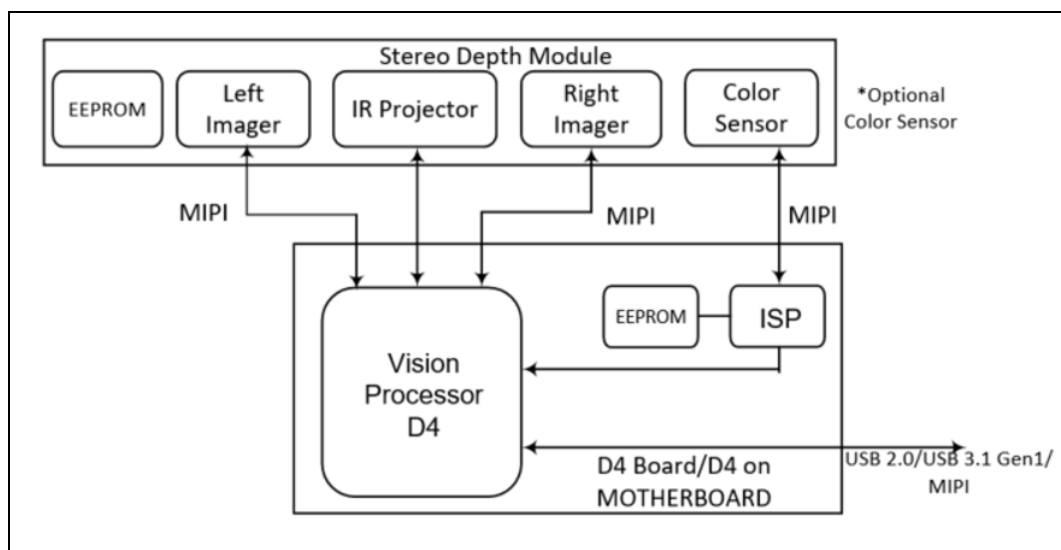 Stereo Depth Module
EEPROM
Left
Imager
IR Projector
Right
Imager
Color
Sensor
*Optional
Color Sensor
MIPI
MIPI
MIPI
Vision
Processor
D4
EEPROM
ISP
D4 Board/D4 on
MOTHERBOARD
USB 2.0/USB 3.1 Gen1/
MIPI